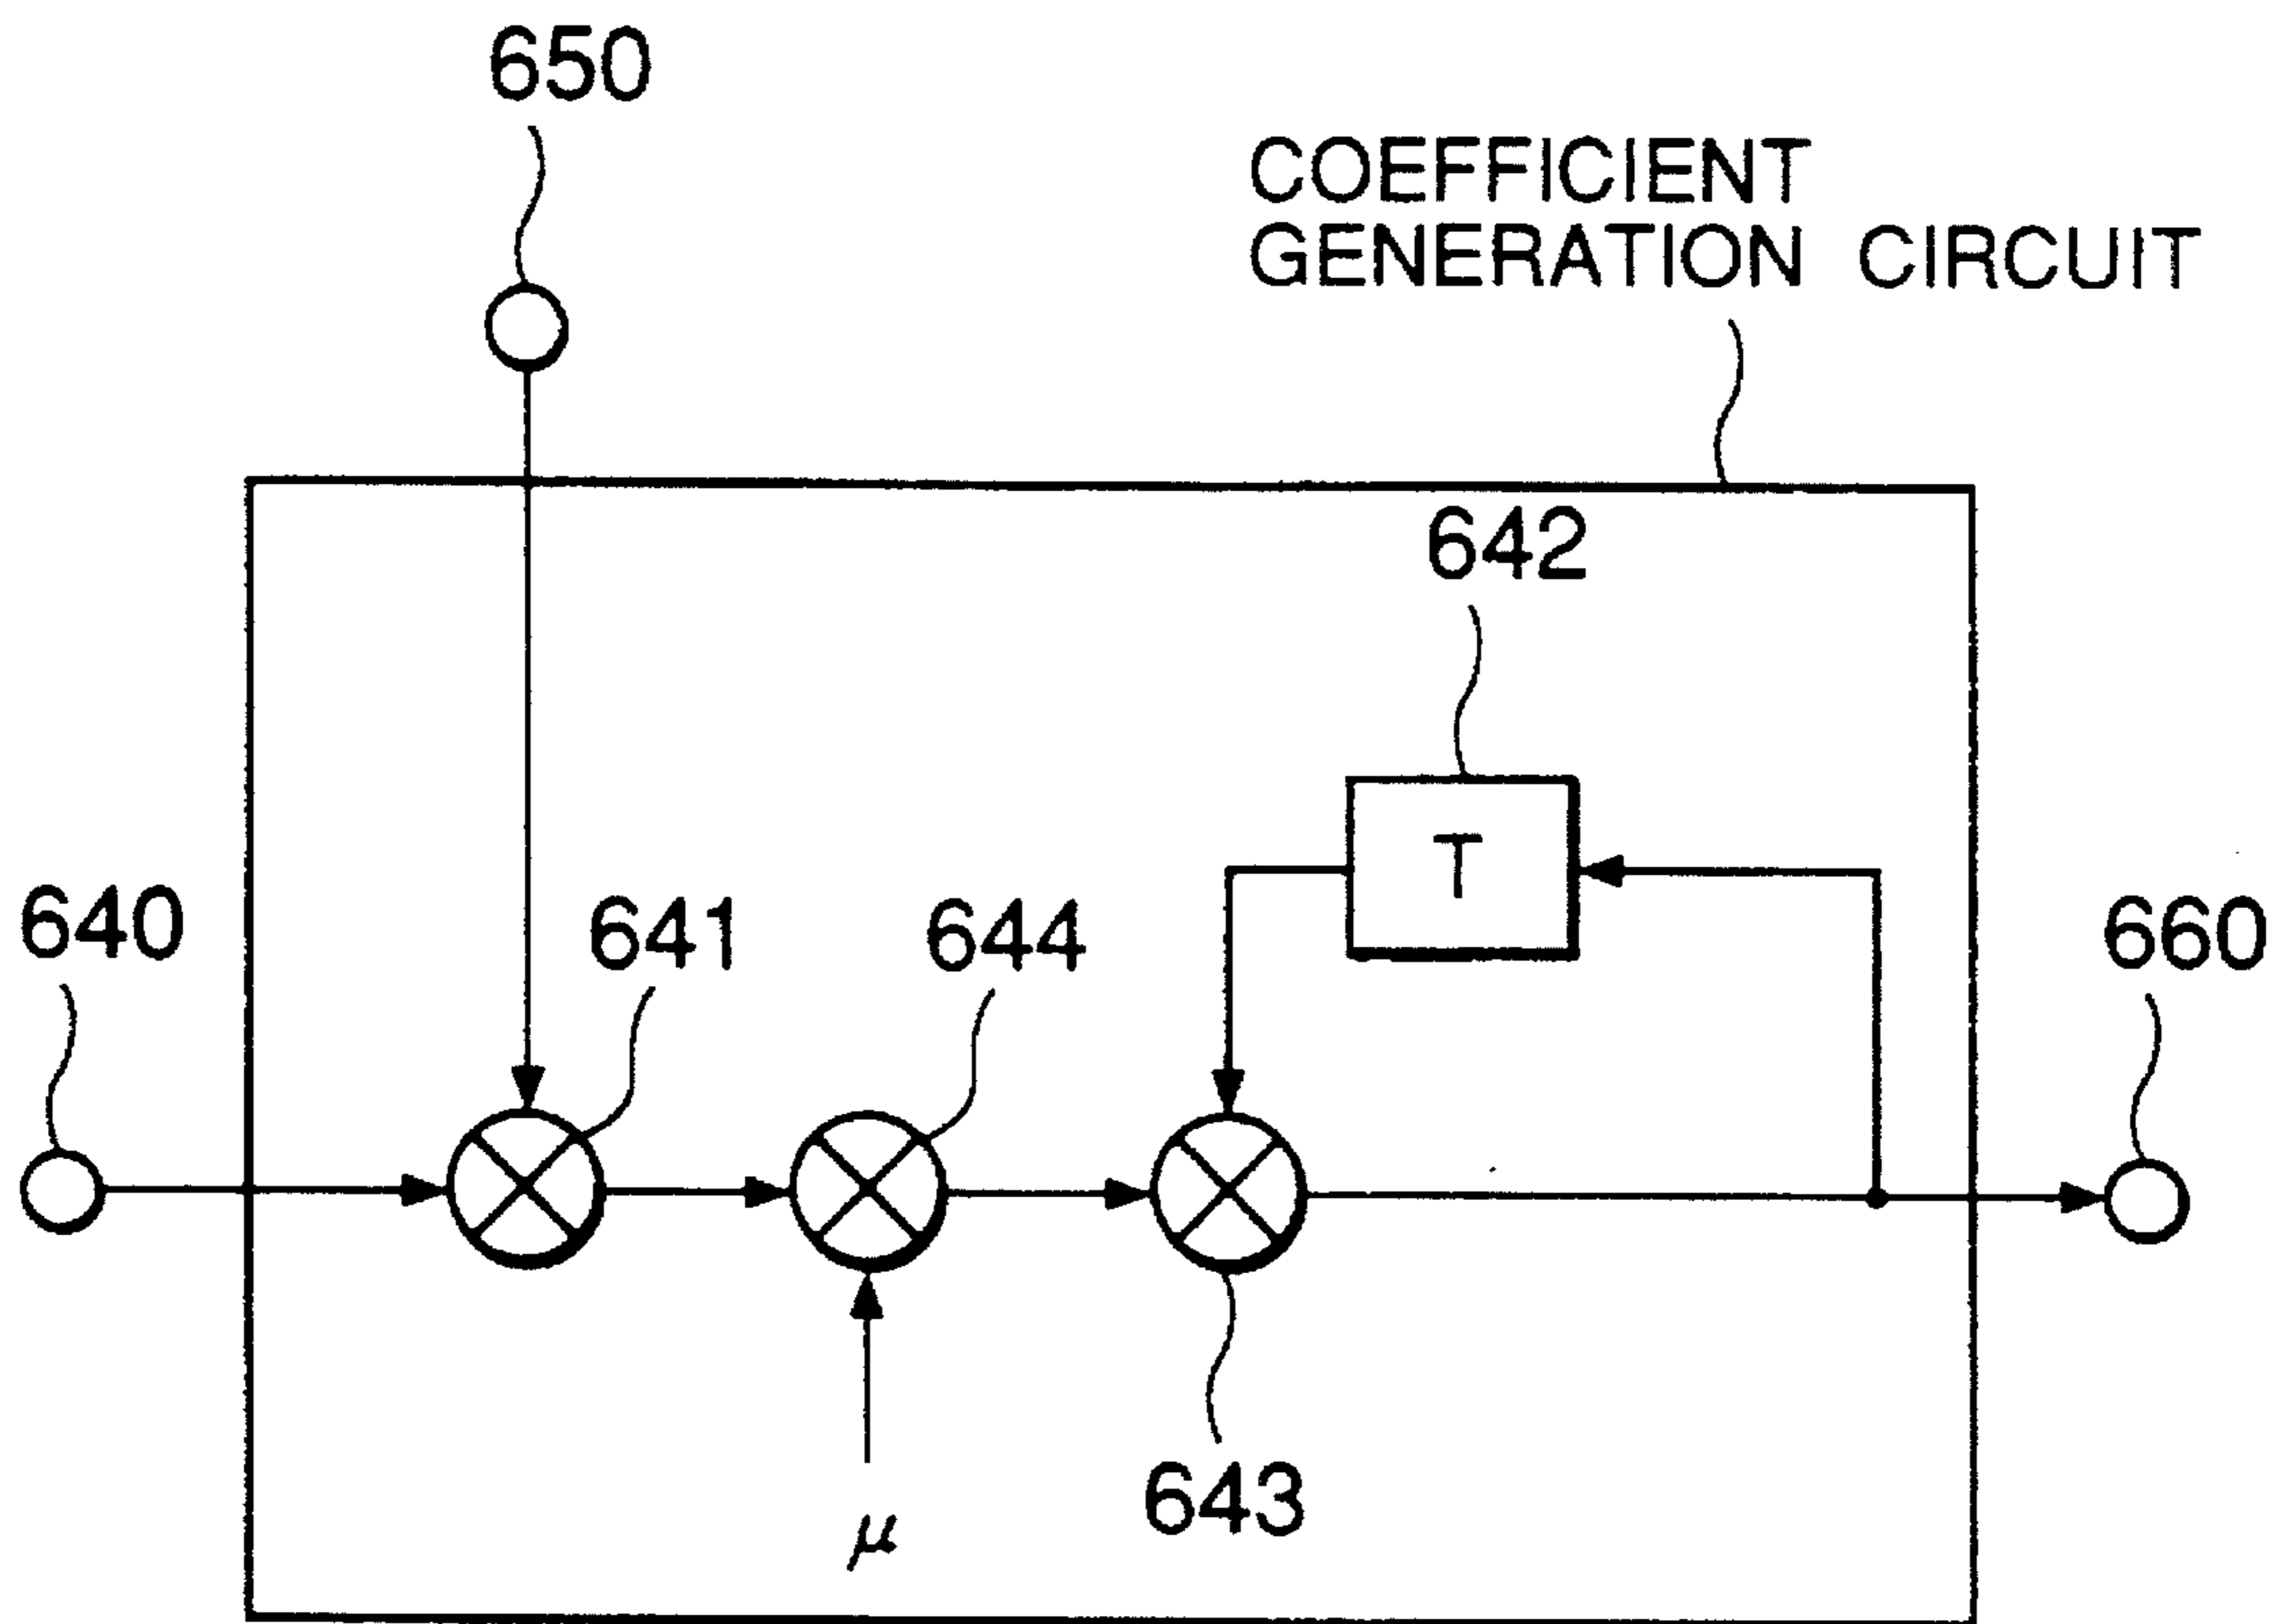 650
COEFFICIENT
GENERATION CIRCUIT
642
T
640
641
644
660
643
μ